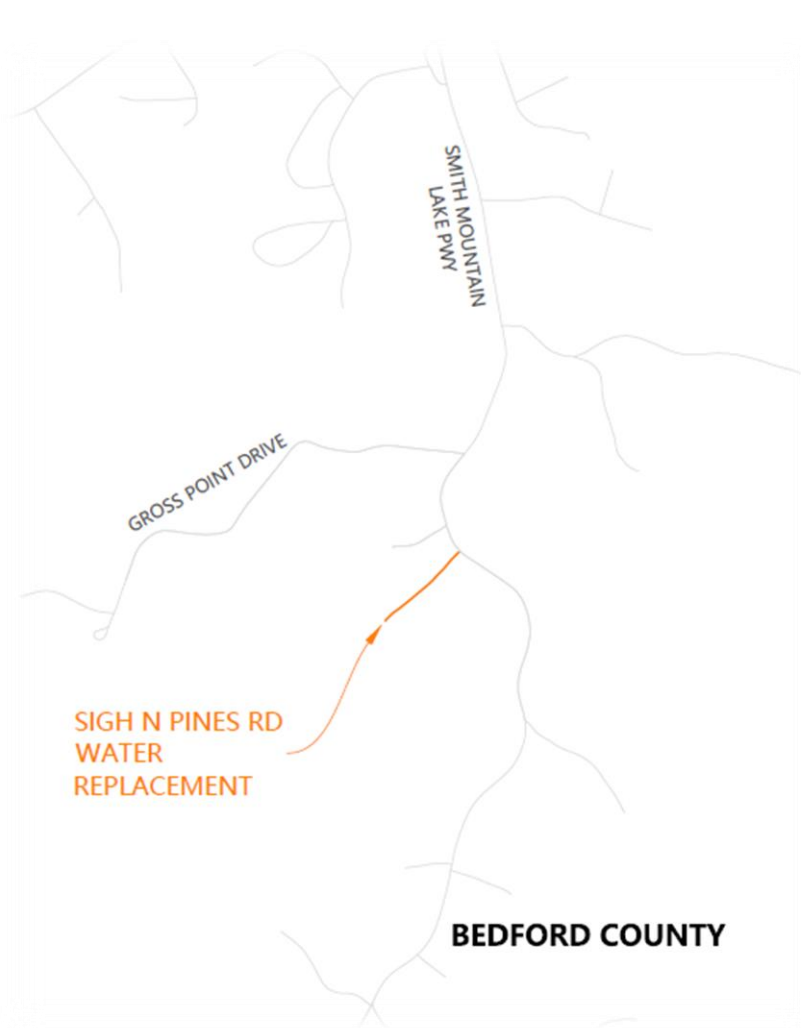 SMITH MOUNTAIN
LAKE PWY
GROSS POINT DRIVE
SIGH N PINES RD
WATER
REPLACEMENT
BEDFORD COUNTY